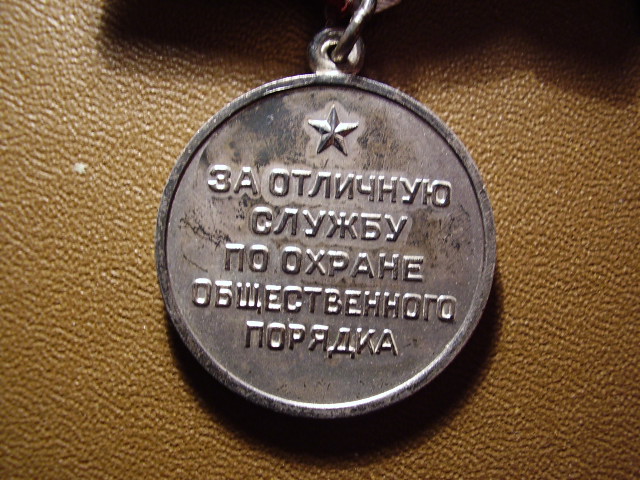 ЗА ОТЛИЧНУЮ
СЛУЖБУ
ПО ОХРАНЕ
ОБЩЕСТВЕННОГО
ПОРЯДКА